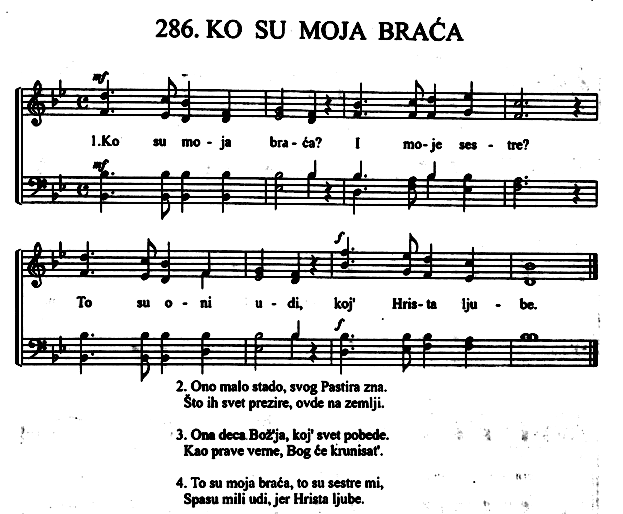 286. KO SU MOJA BRAĆA
mf
1.Ko su mo - ja bra - ća? I mo - je ses - tre?
mf
f
To su o - ni u - di, koj' Hris - ta lju - be.
f
2. Ono malo stado, svog Pastira zna.
Što ih svet prezire, ovde na zemlji.
3. Ona deca Bož'ja, koj' svet pobede.
Kao prave verne, Bog će krunisat'.
4. To su moja braća, to su sestre mi,
Spasu mili udi, jer Hrista ljube.